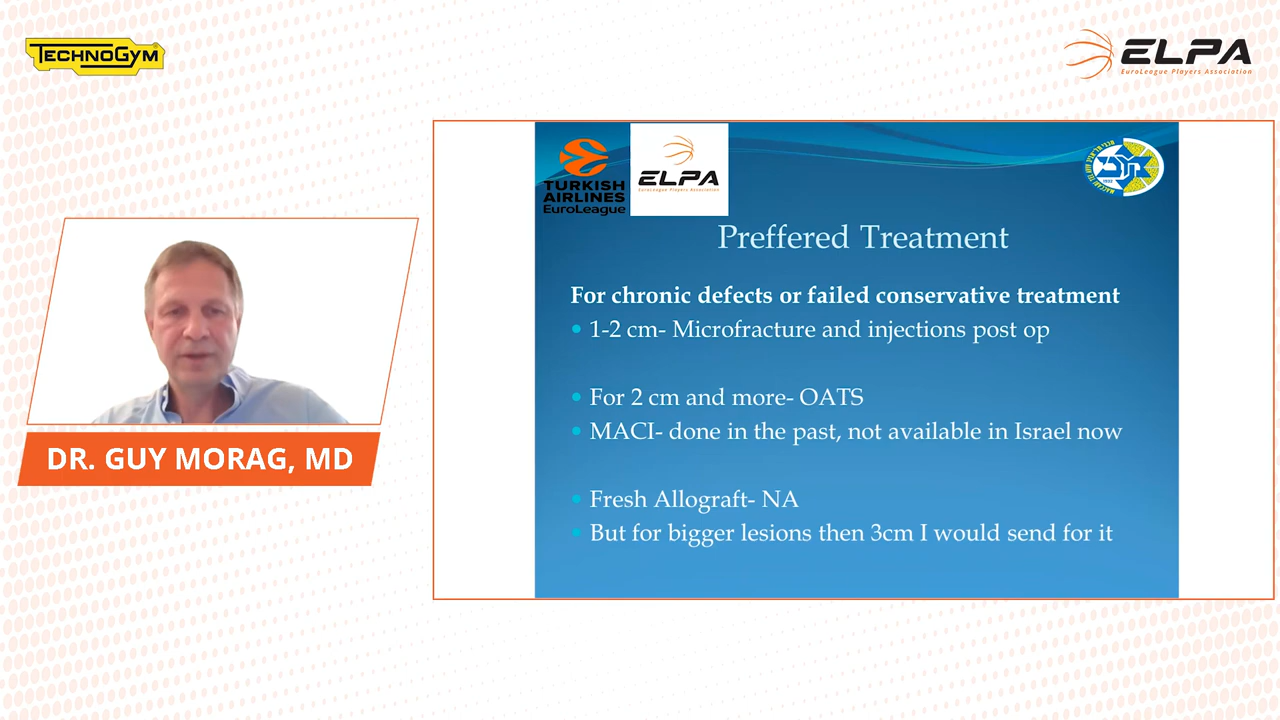 TECHNOGYM
ELPA
EuroLeague Players Association
TURKISH
AIRLINES
EuroLeague
ELPA
EuroLeague Players Association
Preffered Treatment
For chronic defects or failed conservative treatment
• 1-2 cm- Microfracture and injections post op
• For 2 cm and more- OATS
• MACI- done in the past, not available in Israel now
• Fresh Allograft- NA
• But for bigger lesions then 3cm I would send for it
DR. GUY MORAG, MD